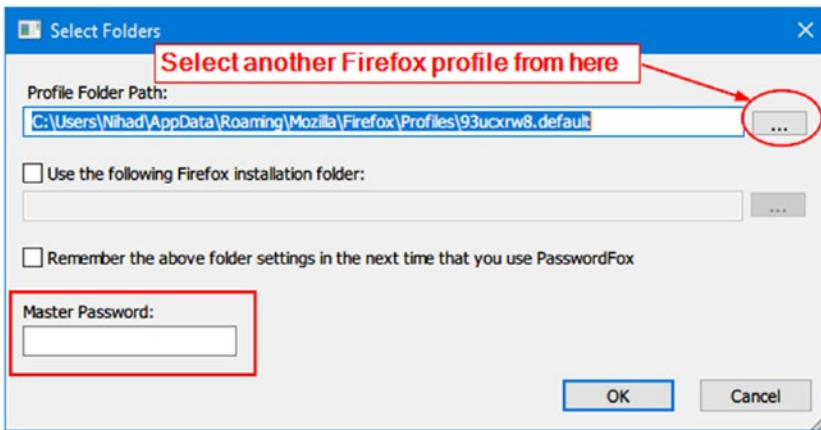 Select Folders
Select another Firefox profile from here
Profile Folder Path:
C:\Users\Nihad\AppData\Roaming\Mozilla\Firefox\Profiles\93ucxrw8.default
...
Use the following Firefox installation folder:
...
Remember the above folder settings in the next time that you use PasswordFox
Master Password:
OK Cancel